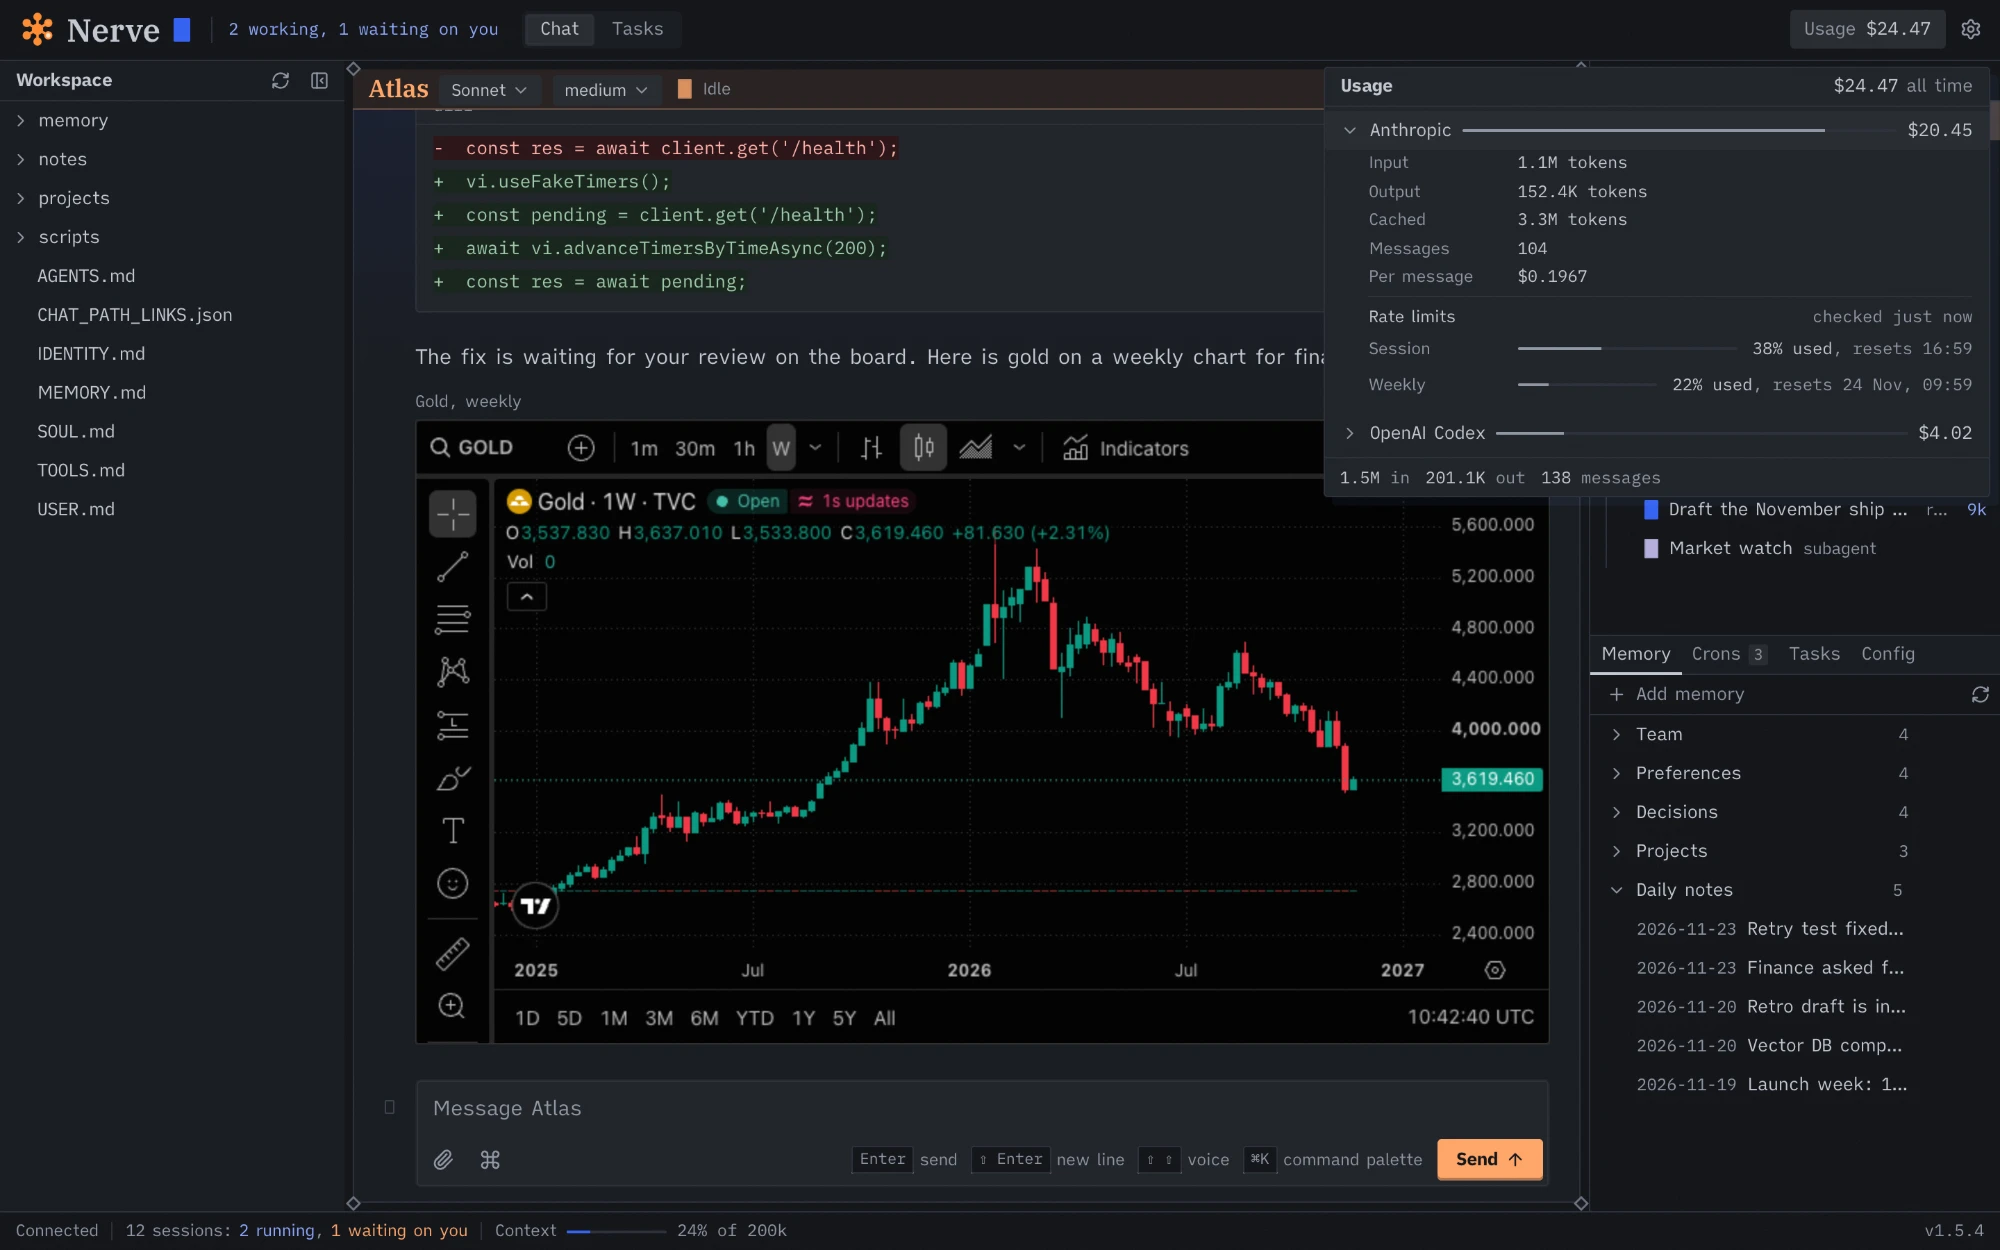 Nerve
2 working, 1 waiting on you
Chat
Tasks
Usage $24.47
Workspace
memory
notes
projects
scripts
AGENTS.md
CHAT_PATH_LINKS.json
IDENTITY.md
MEMORY.md
SOUL.md
TOOLS.md
USER.md
Atlas
Sonnet
medium
Idle
- const res = await client.get('/health');
+ vi.useFakeTimers();
+ const pending = client.get('/health');
+ await vi.advanceTimersByTimeAsync(200);
+ const res = await pending;
The fix is waiting for your review on the board. Here is gold on a weekly chart for
Gold, weekly
GOLD
1m 30m 1h W
Indicators
Gold · 1W · TVC
Open
1s updates
O3,537.830 H3,637.010 L3,533.800 C3,619.460 +81.630 (+2.31%)
Vol 0
5,600.000
5,200.000
4,800.000
4,400.000
4,000.000
3,619.460
3,200.000
2,800.000
2,400.000
2025 Jul 2026 Jul 2027
1D 5D 1M 3M 6M YTD 1Y 5Y All
10:42:40 UTC
Message Atlas
Enter send
⇧ Enter new line
⇧ ⇧ voice
⌘K command palette
Send ↑
Usage
$24.47 all time
Anthropic $20.45
Input 1.1M tokens
Output 152.4K tokens
Cached 3.3M tokens
Messages 104
Per message $0.1967
Rate limits checked just now
Session 38% used, resets 16:59
Weekly 22% used, resets 24 Nov, 09:59
OpenAI Codex $4.02
1.5M in 201.1K out 138 messages
Draft the November ship ... r... 9k
Market watch subagent
Memory
Crons 3
Tasks
Config
+ Add memory
Team 4
Preferences 4
Decisions 4
Projects 3
Daily notes 5
2026-11-23 Retry test fixed...
2026-11-23 Finance asked f...
2026-11-20 Retro draft is in...
2026-11-20 Vector DB comp...
2026-11-19 Launch week: 1...
Connected
12 sessions: 2 running, 1 waiting on you
Context 24% of 200k
v1.5.4